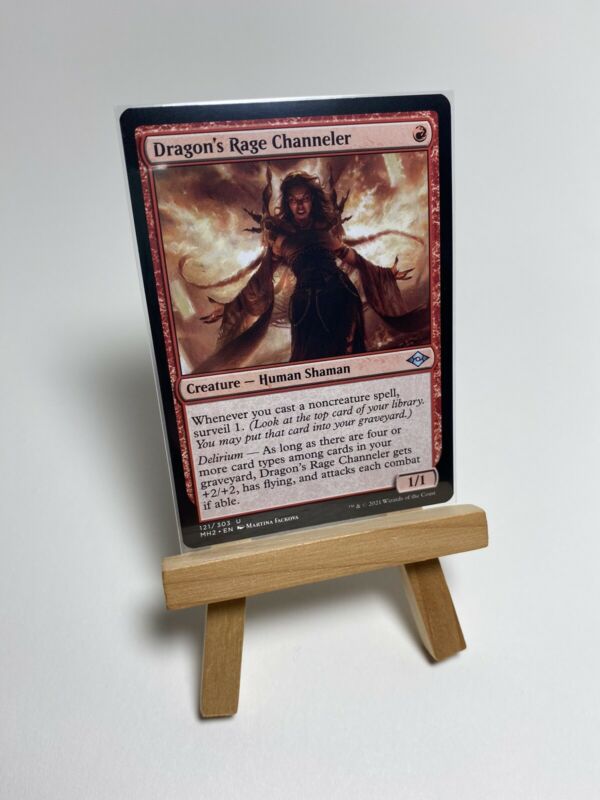 Dragon's Rage Channeler
Creature — Human Shaman
Whenever you cast a noncreature spell,
surveil 1. (Look at the top card of your library.
You may put that card into your graveyard.)
Delirium — As long as there are four or
more card types among cards in your
graveyard, Dragon's Rage Channeler gets
+2/+2, has flying, and attacks each combat
if able.
1/1
121/303 U
MH2 • EN Martina Fačková
™ & © 2021 Wizards of the Coast